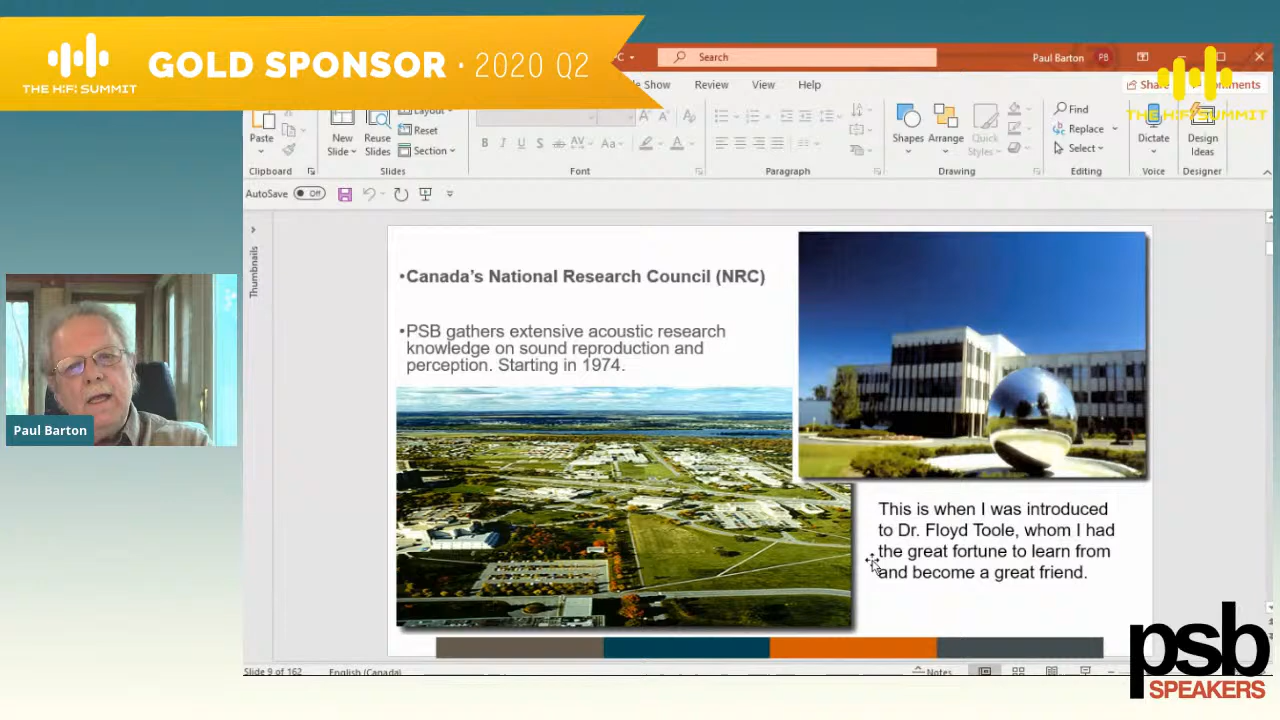 THE HiFi SUMMIT
GOLD SPONSOR · 2020 Q2
Search
Paul Barton PB
Show Review View Help
Share Comments
THE HiFi SUMMIT
Paste
New
Slide
Reuse
Slides
Layout
Reset
Section
Shapes
Arrange
Quick
Styles
Find
Replace
Select
Dictate
Design
Ideas
Clipboard Slides Font Paragraph Drawing Editing Voice Designer
AutoSave Off
Thumbnails
•Canada's National Research Council (NRC)
•PSB gathers extensive acoustic research
knowledge on sound reproduction and
perception. Starting in 1974.
This is when I was introduced
to Dr. Floyd Toole, whom I had
the great fortune to learn from
and become a great friend.
Paul Barton
Slide 9 of 162 English (Canada) Notes
psb
SPEAKERS